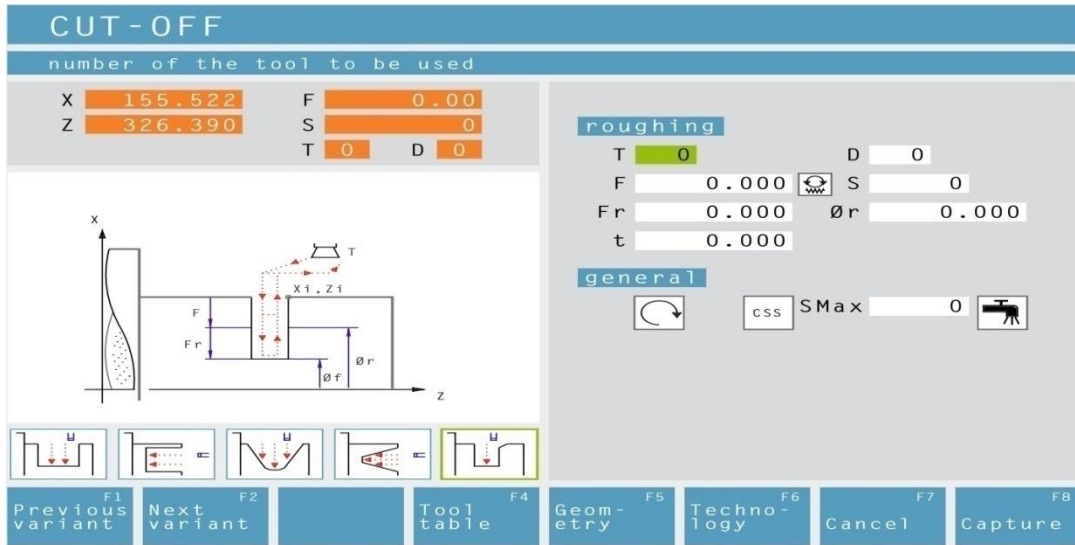 CUT-OFF
number of the tool to be used
X 155.522 F 0.00
Z 326.390 S 0
T 0 D 0
roughing
T 0 D 0
F 0.000 S 0
Fr 0.000 Ør 0.000
t 0.000
general
css SMax 0
X
T
Xi,Zi
F
Fr
Ør
Øf
Z
F1 F2 F4 F5 F6 F7 F8
Previous Next Tool Geom- Techno-
variant variant table etry logy Cancel Capture